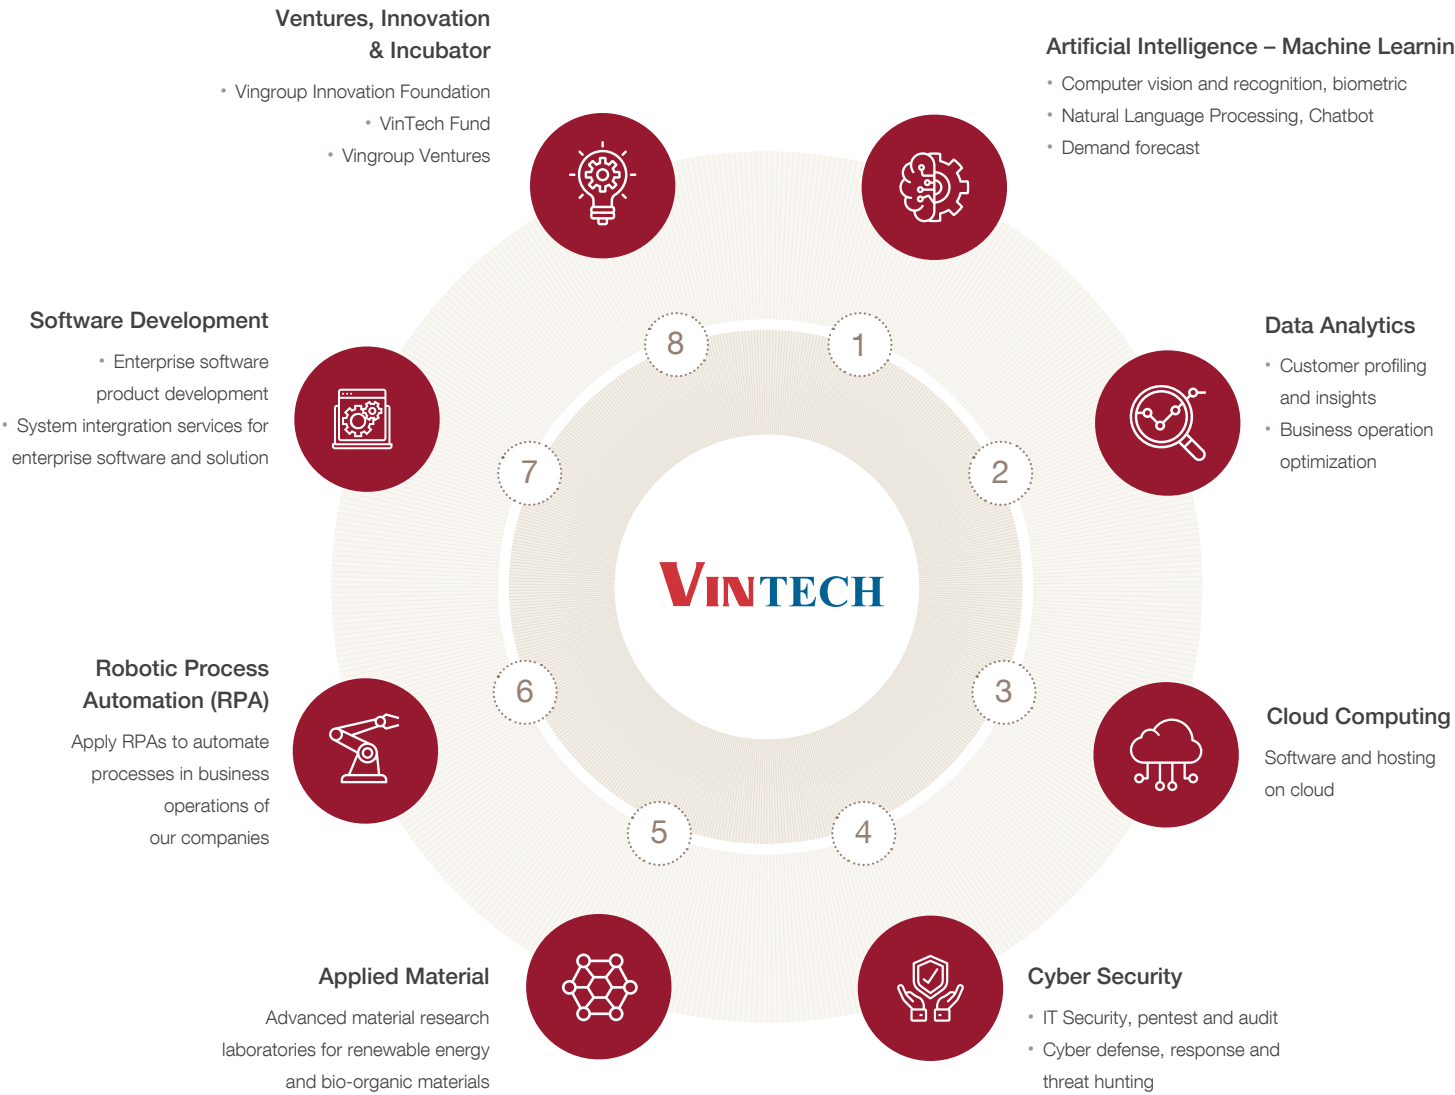 Ventures, Innovation
& Incubator
• Vingroup Innovation Foundation
• VinTech Fund
• Vingroup Ventures
Artificial Intelligence – Machine Learnin
• Computer vision and recognition, biometric
• Natural Language Processing, Chatbot
• Demand forecast
Software Development
• Enterprise software
product development
• System intergration services for
enterprise software and solution
Data Analytics
• Customer profiling
and insights
• Business operation
optimization
8
1
7
2
VINTECH
6
3
5
4
Robotic Process
Automation (RPA)
Apply RPAs to automate
processes in business
operations of
our companies
Cloud Computing
Software and hosting
on cloud
Applied Material
Advanced material research
laboratories for renewable energy
and bio-organic materials
Cyber Security
• IT Security, pentest and audit
• Cyber defense, response and
threat hunting